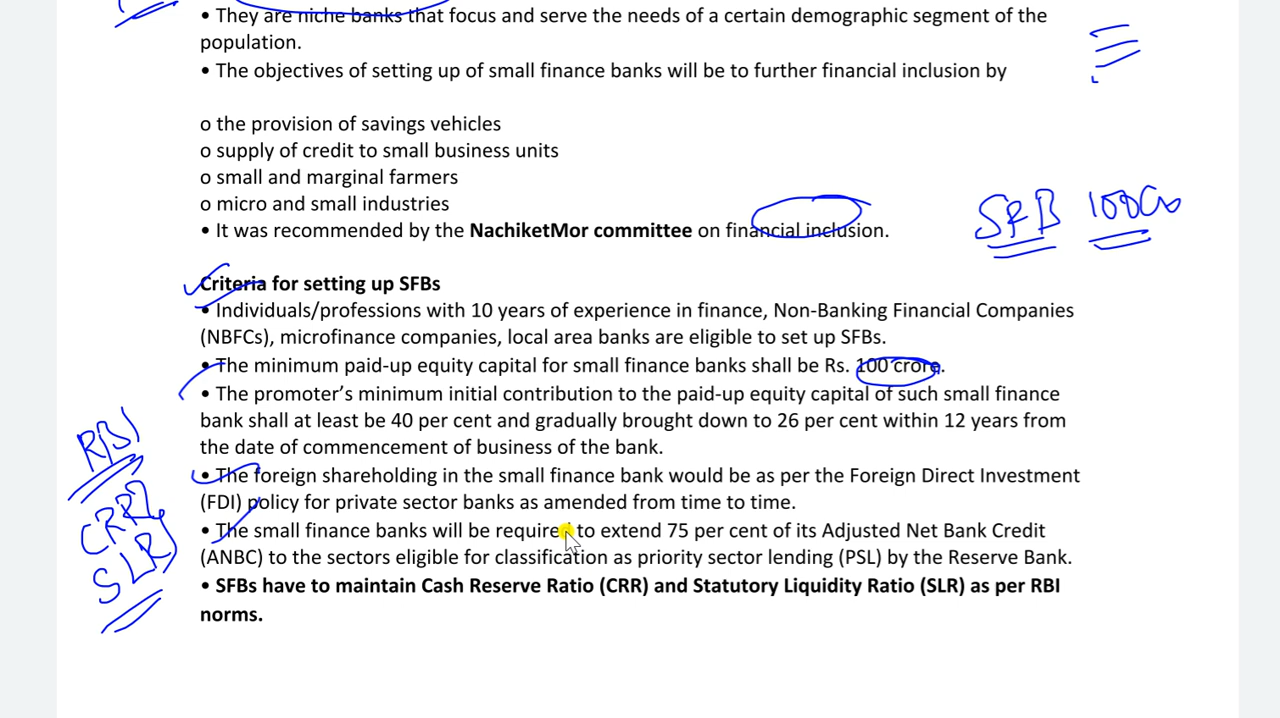 • They are niche banks that focus and serve the needs of a certain demographic segment of the
population.
• The objectives of setting up of small finance banks will be to further financial inclusion by
o the provision of savings vehicles
o supply of credit to small business units
o small and marginal farmers
o micro and small industries
SFB 100Cr
• It was recommended by the NachiketMor committee on financial inclusion.
Criteria for setting up SFBs
• Individuals/professions with 10 years of experience in finance, Non-Banking Financial Companies
(NBFCs), microfinance companies, local area banks are eligible to set up SFBs.
• The minimum paid-up equity capital for small finance banks shall be Rs. 100 crore.
• The promoter’s minimum initial contribution to the paid-up equity capital of such small finance
bank shall at least be 40 per cent and gradually brought down to 26 per cent within 12 years from
the date of commencement of business of the bank.
RBI
• The foreign shareholding in the small finance bank would be as per the Foreign Direct Investment
(FDI) policy for private sector banks as amended from time to time.
CRR
• The small finance banks will be required to extend 75 per cent of its Adjusted Net Bank Credit
(ANBC) to the sectors eligible for classification as priority sector lending (PSL) by the Reserve Bank.
SLR
• SFBs have to maintain Cash Reserve Ratio (CRR) and Statutory Liquidity Ratio (SLR) as per RBI
norms.